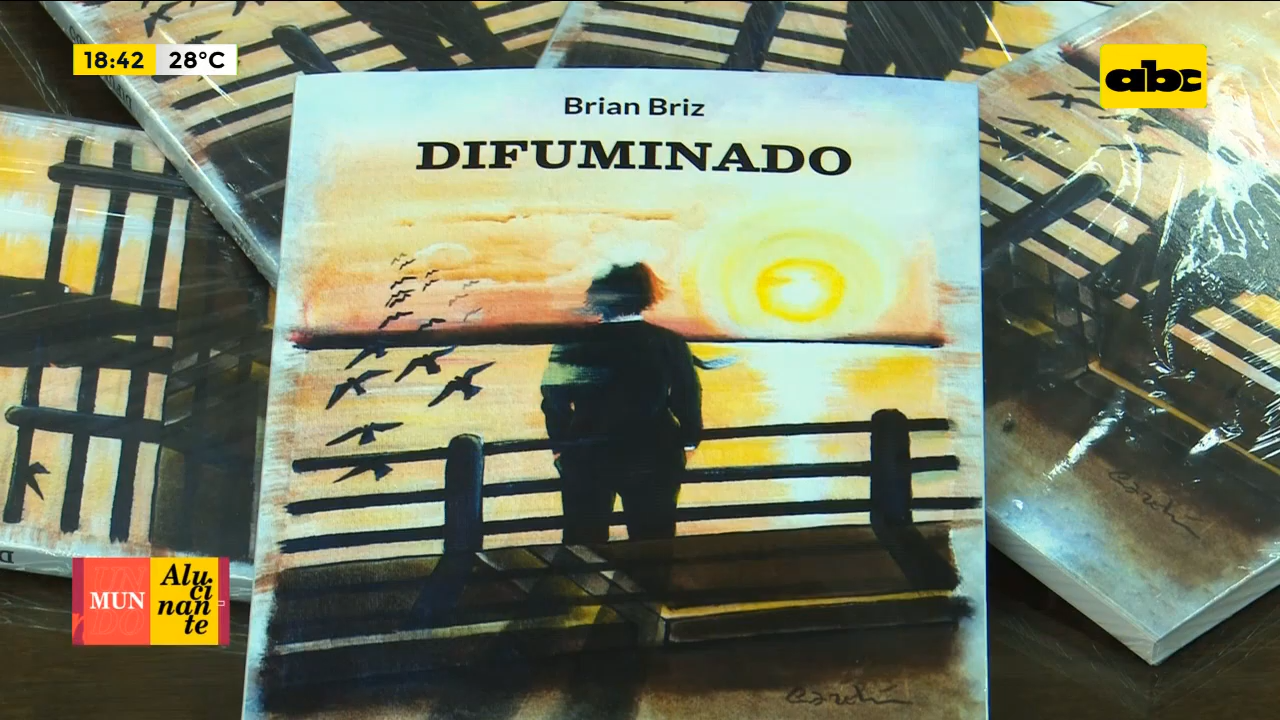 18:42 28°C
abc
Brian Briz
DIFUMINADO
MUN
Alu
ci
nan
te